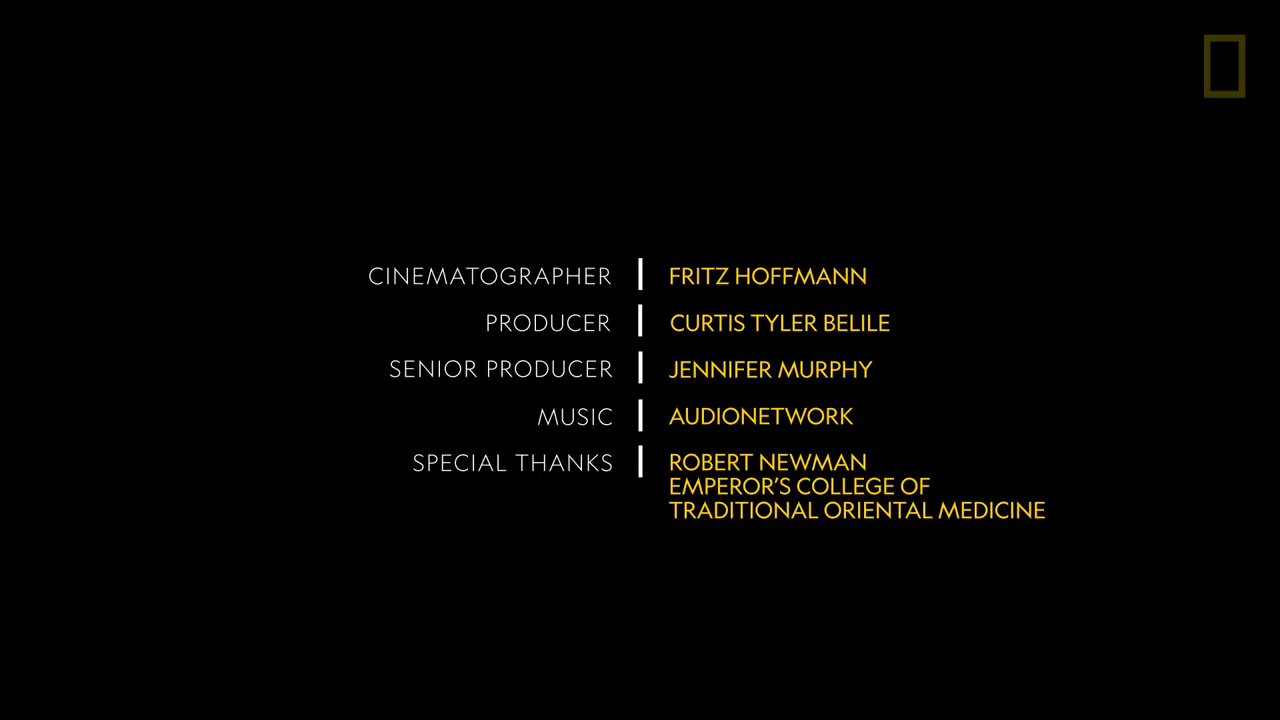 CINEMATOGRAPHER | FRITZ HOFFMANN
PRODUCER | CURTIS TYLER BELILE
SENIOR PRODUCER | JENNIFER MURPHY
MUSIC | AUDIONETWORK
SPECIAL THANKS | ROBERT NEWMAN
EMPEROR'S COLLEGE OF
TRADITIONAL ORIENTAL MEDICINE